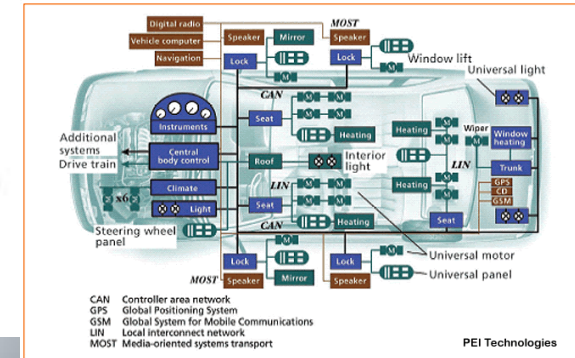 Digital radio
MOST
Vehicle computer
Speaker
Mirror
Speaker
Navigation
Lock
Lock
Window lift
M
M
Universal light
CAN
M M
Seat
M M
Instruments
Heating
Heating
M
Wiper
M
Window heating
Additional systems
Drive train
Central body control
Roof
Interior light
LIN
Trunk
Climate
LIN
M M
Heating
M
M
GPS
CD
GSM
x6
Light
Seat
M M
Seat
Steering wheel panel
CAN
Heating
M
Lock
Lock
M
Universal motor
MOST
Speaker
Mirror
Speaker
Universal panel
CAN Controller area network
GPS Global Positioning System
GSM Global System for Mobile Communications
LIN Local interconnect network
MOST Media-oriented systems transport
PEI Technologies